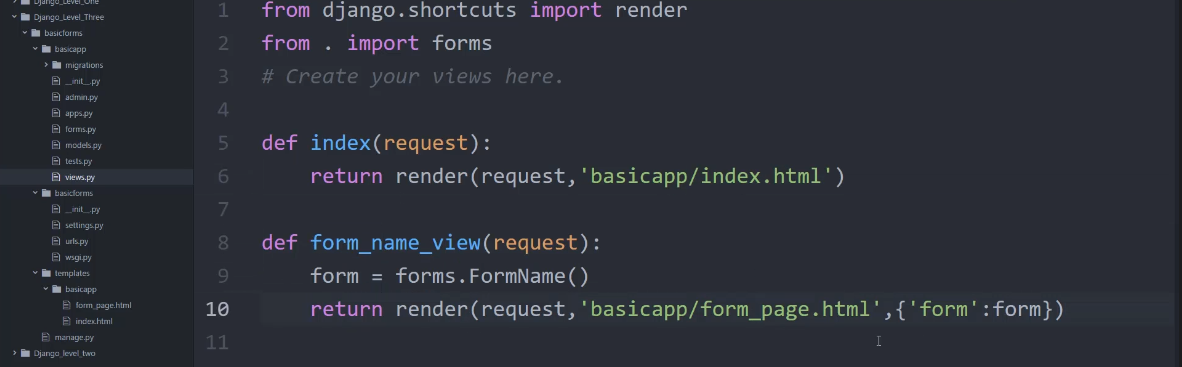 Django_Level_One
Django_Level_Three
basicforms
basicapp
migrations
__init__.py
admin.py
apps.py
forms.py
models.py
tests.py
views.py
basicforms
__init__.py
settings.py
urls.py
wsgi.py
templates
basicapp
form_page.html
index.html
manage.py
Django_level_two
1 from django.shortcuts import render
2 from . import forms
3 # Create your views here.
4
5 def index(request):
6     return render(request,'basicapp/index.html')
7
8 def form_name_view(request):
9     form = forms.FormName()
10     return render(request,'basicapp/form_page.html',{'form':form})
11